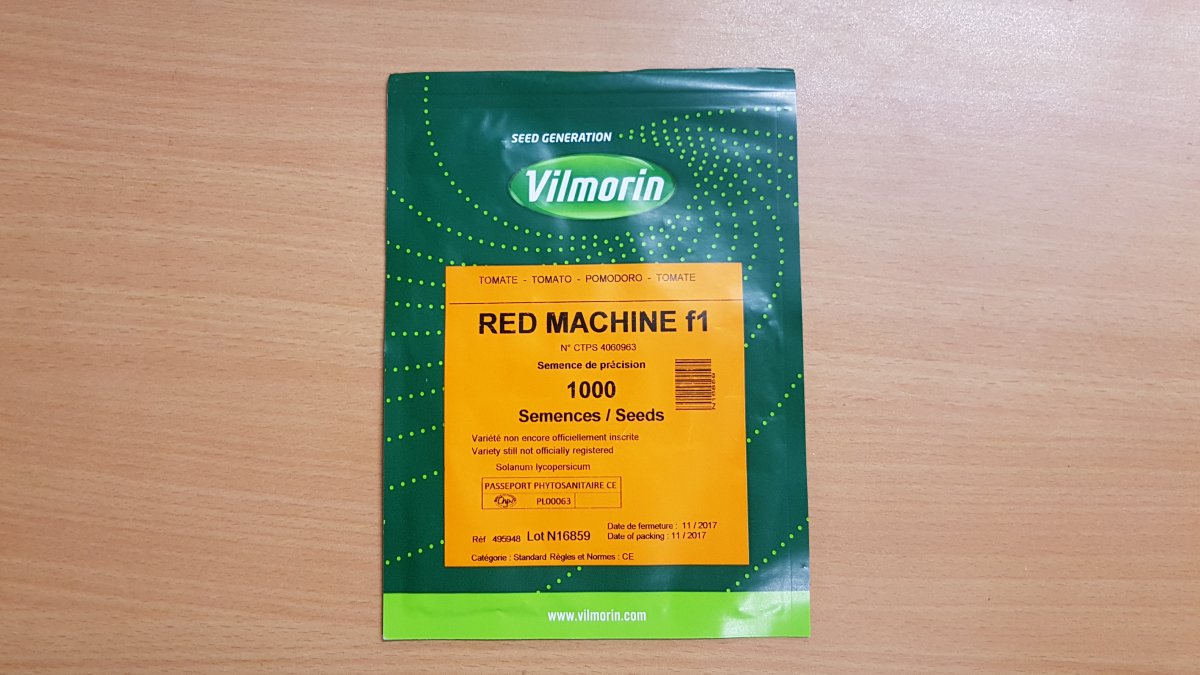 SEED GENERATION
Vilmorin
TOMATE - TOMATO - POMODORO - TOMATE
RED MACHINE f1
N° CTPS 4060963
Semence de précision
1000
Semences / Seeds
Variété non encore officiellement inscrite
Variety still not officially registered
Solanum lycopersicum
PASSEPORT PHYTOSANITAIRE CE
PL00063
Réf 495948 Lot N16859
Date de fermeture : 11 / 2017
Date of packing : 11 / 2017
Catégorie : Standard Règles et Normes : CE
www.vilmorin.com